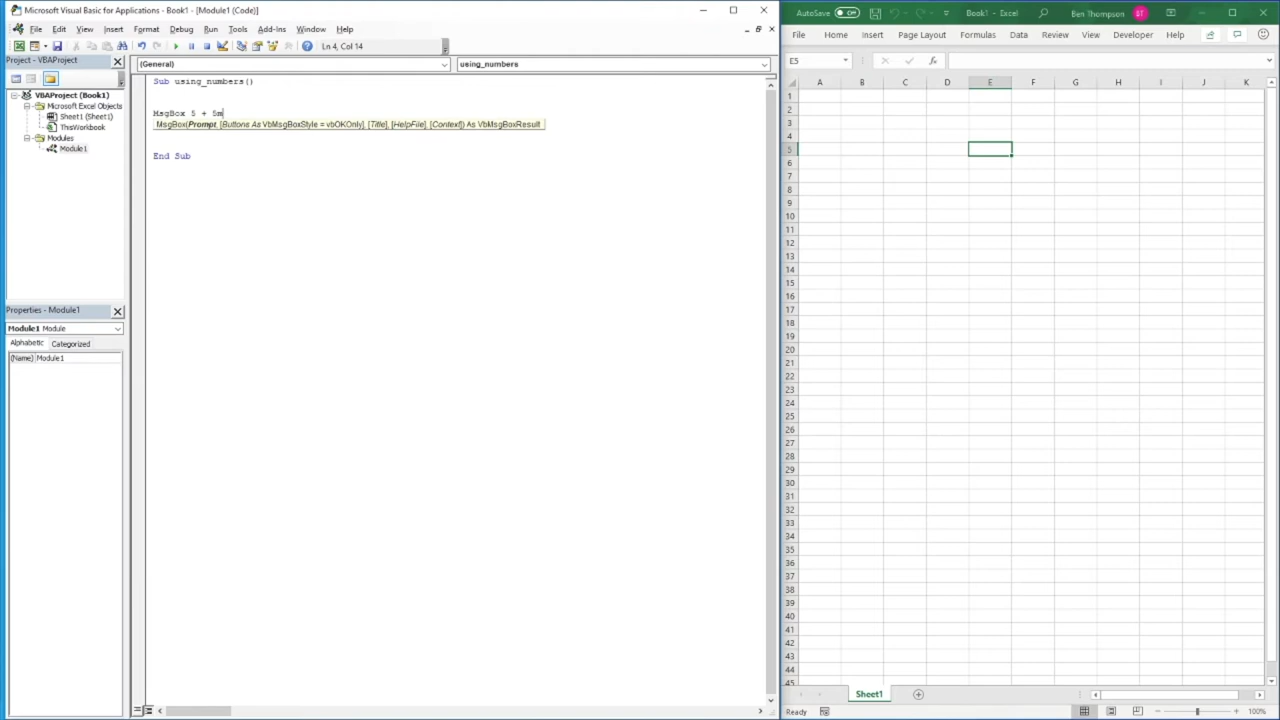 Microsoft Visual Basic for Applications - Book1 - [Module1 (Code)]
File Edit View Insert Format Debug Run Tools Add-Ins Window Help
Ln 4, Col 14
Project - VBAProject
VBAProject (Book1)
Microsoft Excel Objects
Sheet1 (Sheet1)
ThisWorkbook
Modules
Module1
Properties - Module1
Module1 Module
Alphabetic Categorized
(Name) Module1
(General) using_numbers
Sub using_numbers()
MsgBox 5 + 5m
MsgBox(Prompt, [Buttons As VbMsgBoxStyle = vbOKOnly], [Title], [HelpFile], [Context]) As VbMsgBoxResult
End Sub
AutoSave Off Book1 - Excel Ben Thompson BT
File Home Insert Page Layout Formulas Data Review View Developer Help
E5 fx
A B C D E F G H I J K
1
2
3
4
5
6
7
8
9
10
11
12
13
14
15
16
17
18
19
20
21
22
23
24
25
26
27
28
29
30
31
32
33
34
35
36
37
38
39
40
41
42
43
44
45
Sheet1
Ready 100%